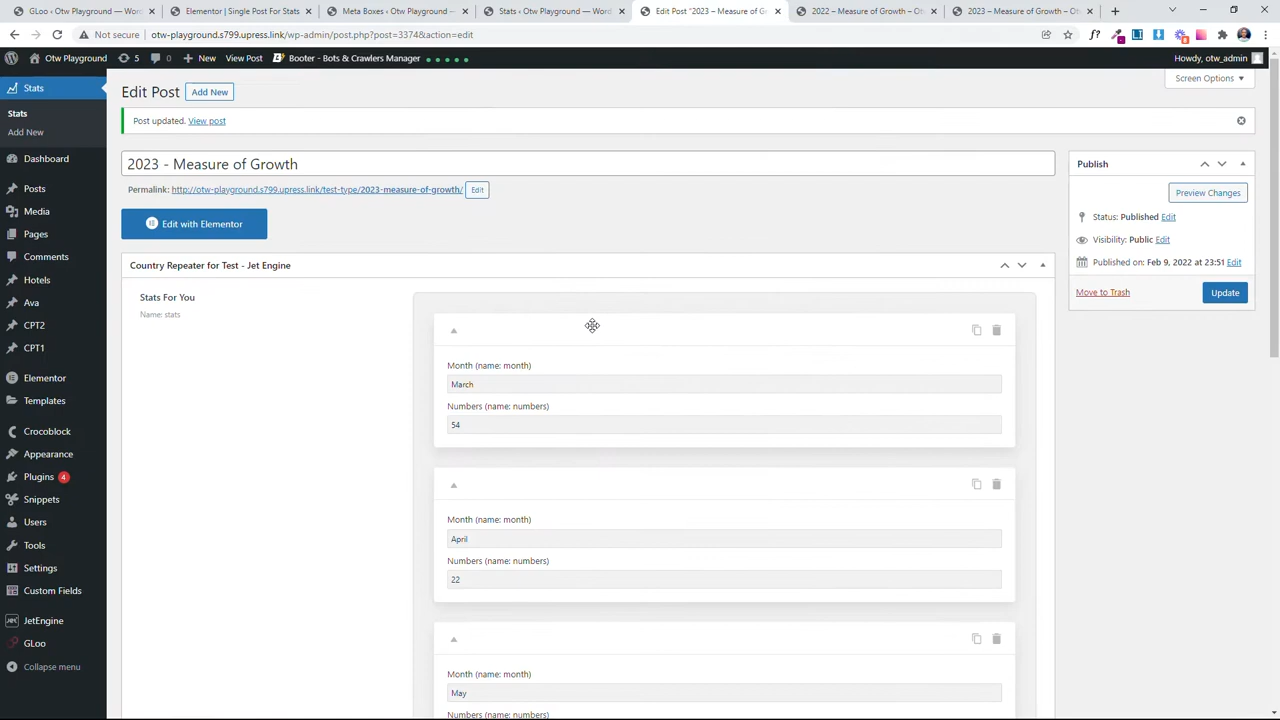 GLoo ‹ Otw Playground — WordP
Elementor | Single Post For Stats
Meta Boxes ‹ Otw Playground —
Stats ‹ Otw Playground — Word
Edit Post "2023 – Measure of Gr
2022 – Measure of Growth – Ot
2023 – Measure of Growth – Ot
Not secure
otw-playground.s799.upress.link/wp-admin/post.php?post=3374&action=edit
Otw Playground
5
0
New
View Post
Booter - Bots & Crawlers Manager
Howdy, otw_admin
Stats
Stats
Add New
Dashboard
Posts
Media
Pages
Comments
Hotels
Ava
CPT2
CPT1
Elementor
Templates
Crocoblock
Appearance
Plugins 4
Snippets
Users
Tools
Settings
Custom Fields
JetEngine
GLoo
Collapse menu
Screen Options
Edit Post
Add New
Post updated. View post
2023 - Measure of Growth
Permalink: http://otw-playground.s799.upress.link/test-type/2023-measure-of-growth/ Edit
Edit with Elementor
Country Repeater for Test - Jet Engine
Stats For You
Name: stats
Month (name: month)
March
Numbers (name: numbers)
54
Month (name: month)
April
Numbers (name: numbers)
22
Month (name: month)
May
Numbers (name: numbers)
Publish
Preview Changes
Status: Published Edit
Visibility: Public Edit
Published on: Feb 9, 2022 at 23:51 Edit
Move to Trash
Update